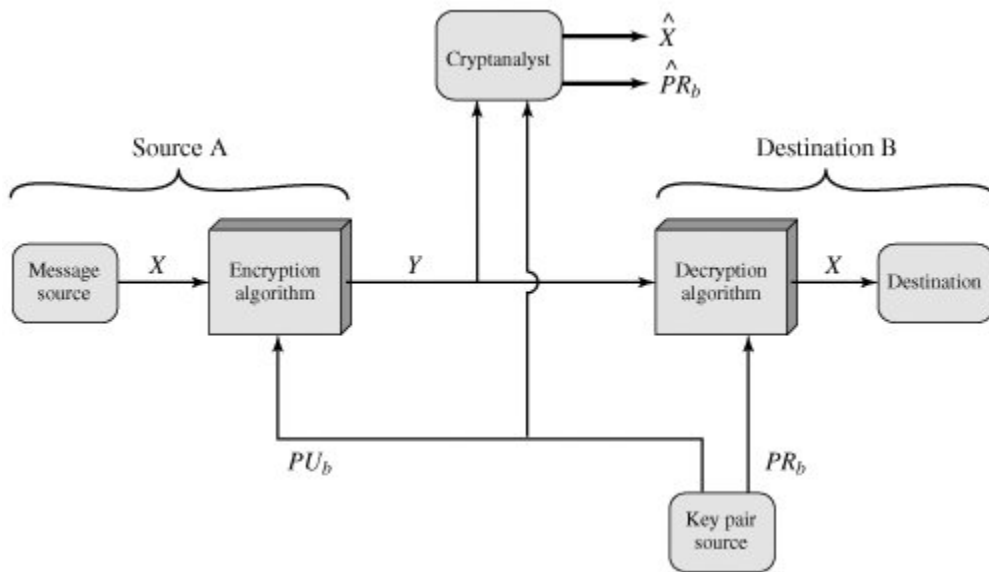 Cryptanalyst
X̂
P̂R_b
Source A
Destination B
Message
source
X
Encryption
algorithm
Y
Decryption
algorithm
X
Destination
PU_b
PR_b
Key pair
source